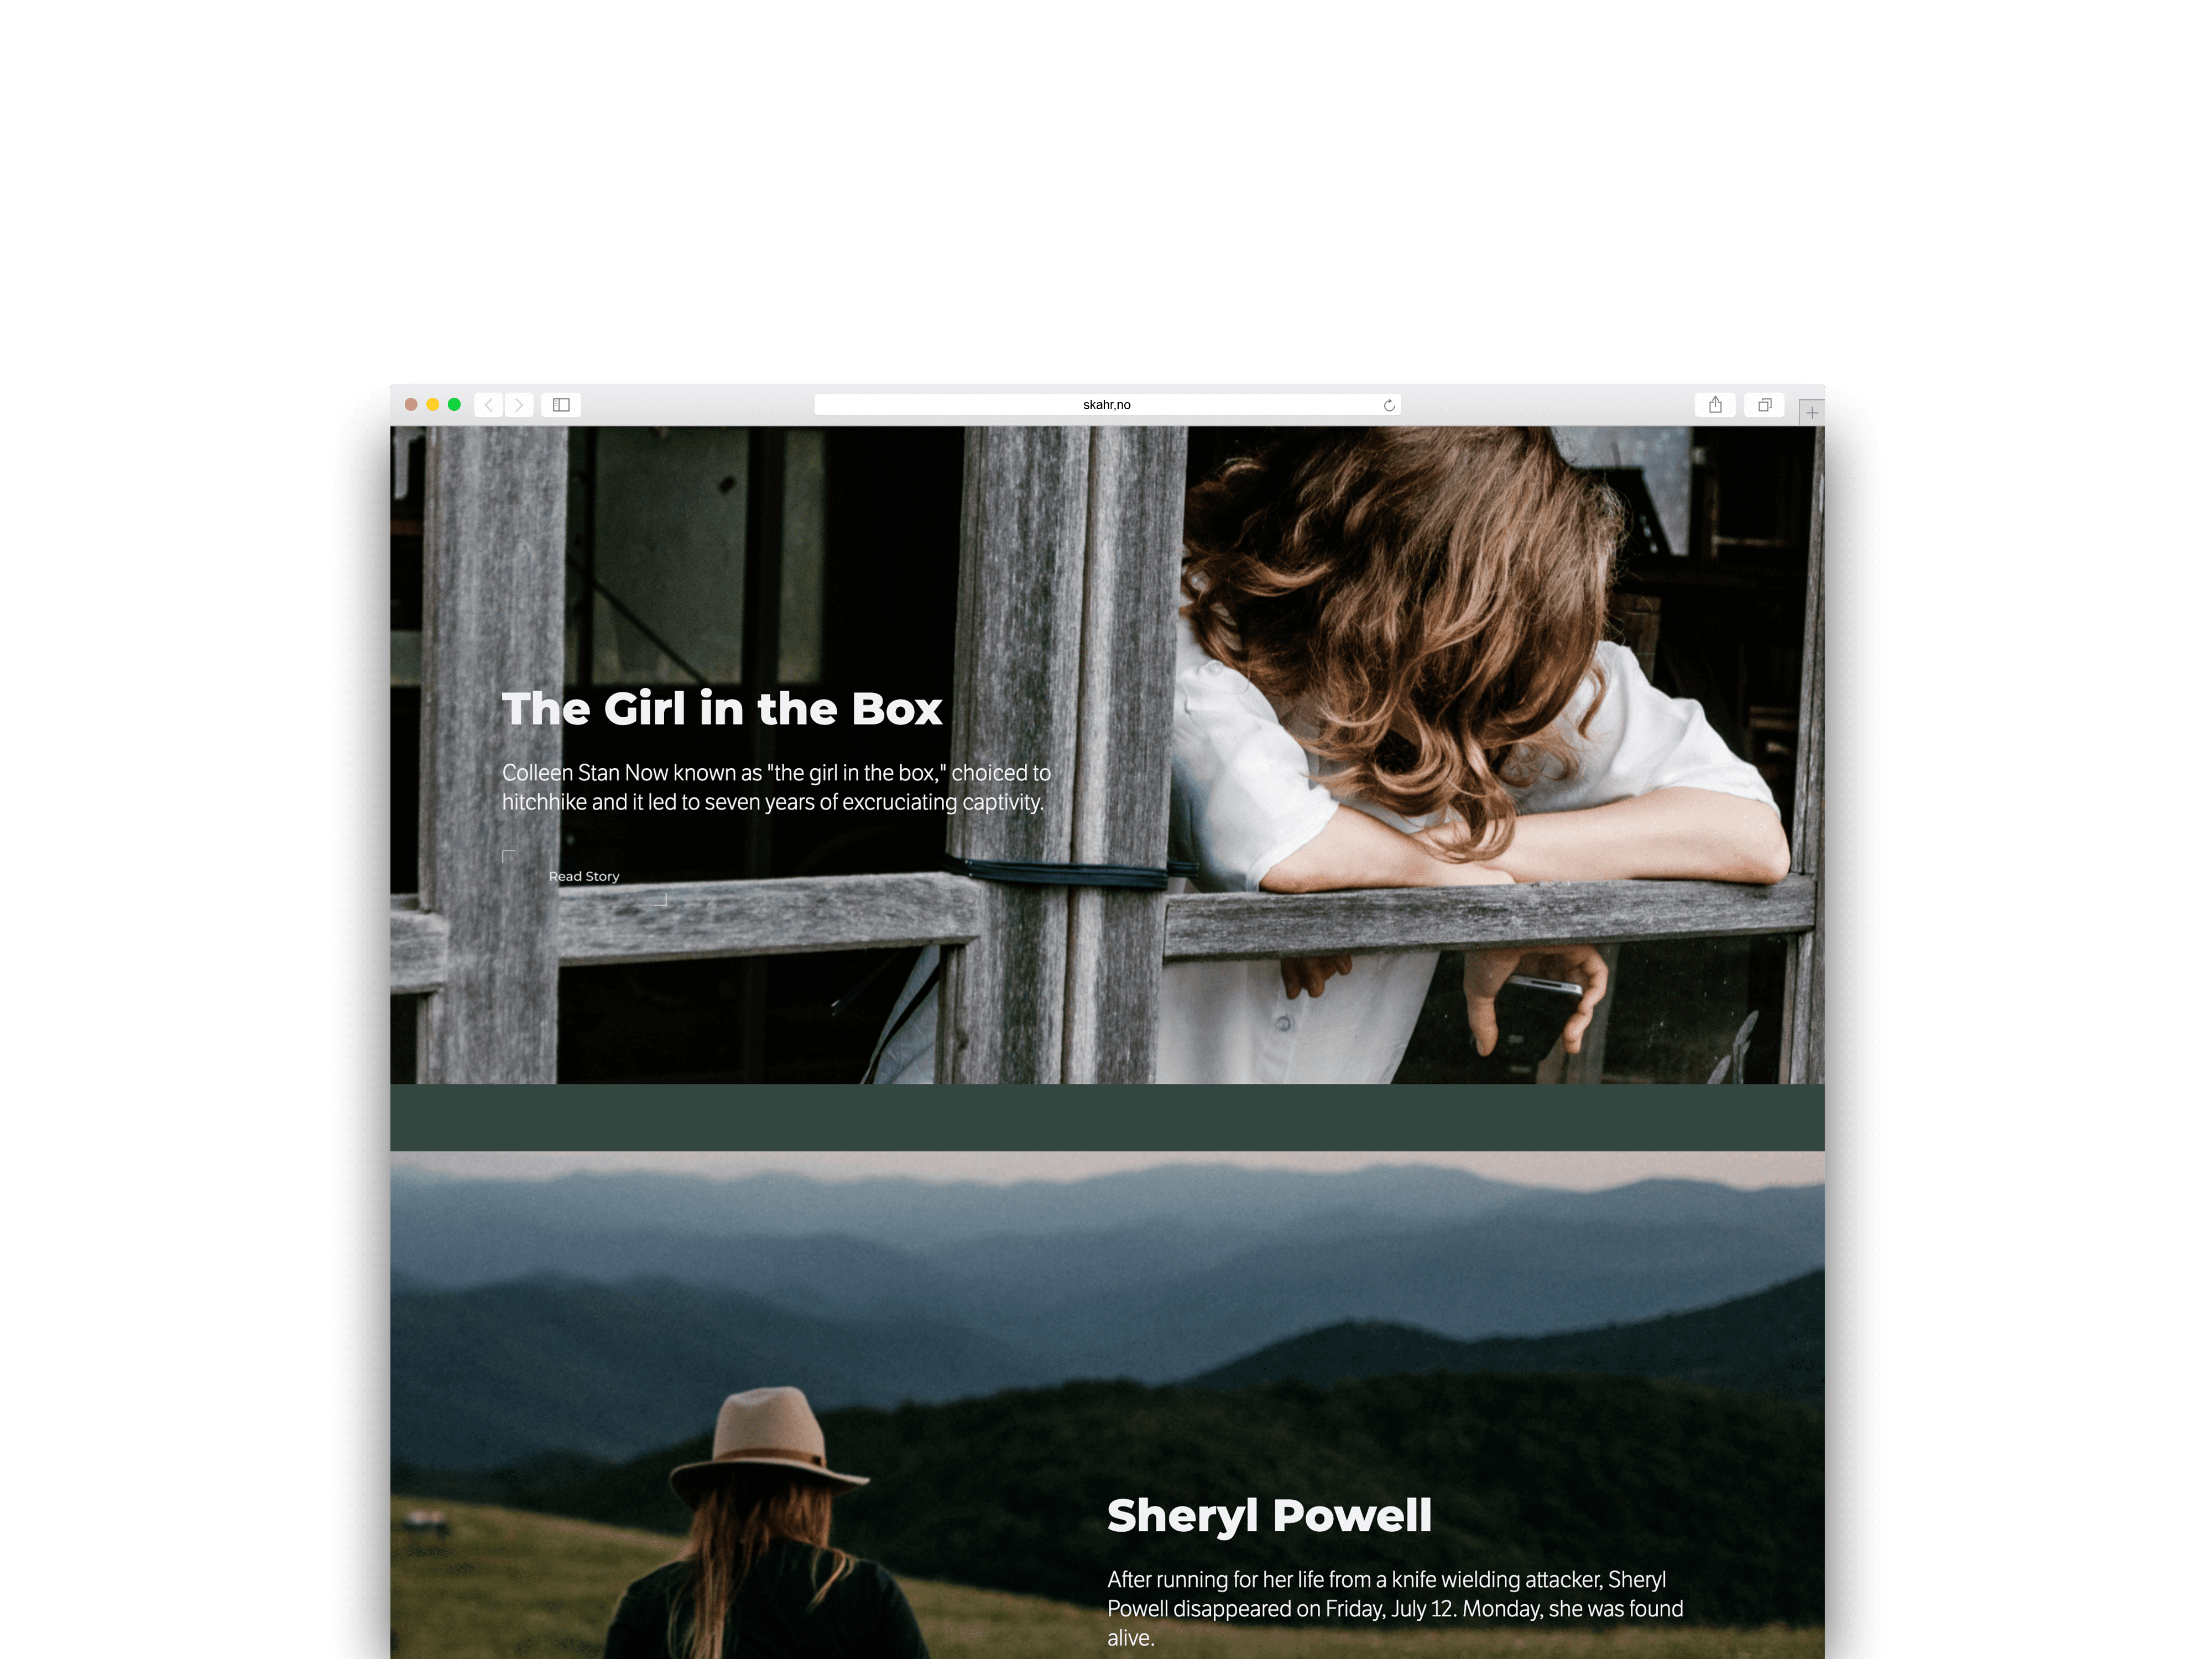 skahr,no
The Girl in the Box
Colleen Stan Now known as "the girl in the box," choiced to
hitchhike and it led to seven years of excruciating captivity.
Read Story
Sheryl Powell
After running for her life from a knife wielding attacker, Sheryl
Powell disappeared on Friday, July 12. Monday, she was found
alive.